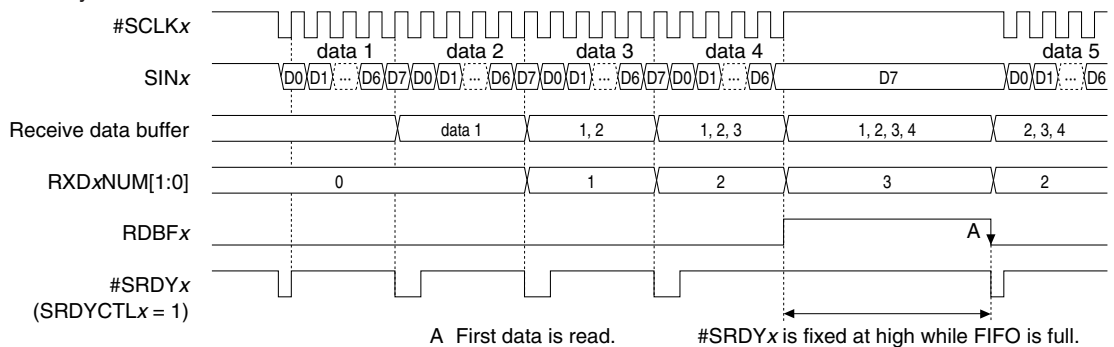 #SCLKx
data 1 data 2 data 3 data 4 data 5
SINx D0 D1 ... D6 D7 D0 D1 ... D6 D7 D0 D1 ... D6 D7 D0 D1 ... D6 D7 D0 D1 ... D6
Receive data buffer data 1 1, 2 1, 2, 3 1, 2, 3, 4 2, 3, 4
RXDxNUM[1:0] 0 1 2 3 2
RDBFx A
#SRDYx
(SRDYCTLx = 1)
A First data is read. #SRDYx is fixed at high while FIFO is full.